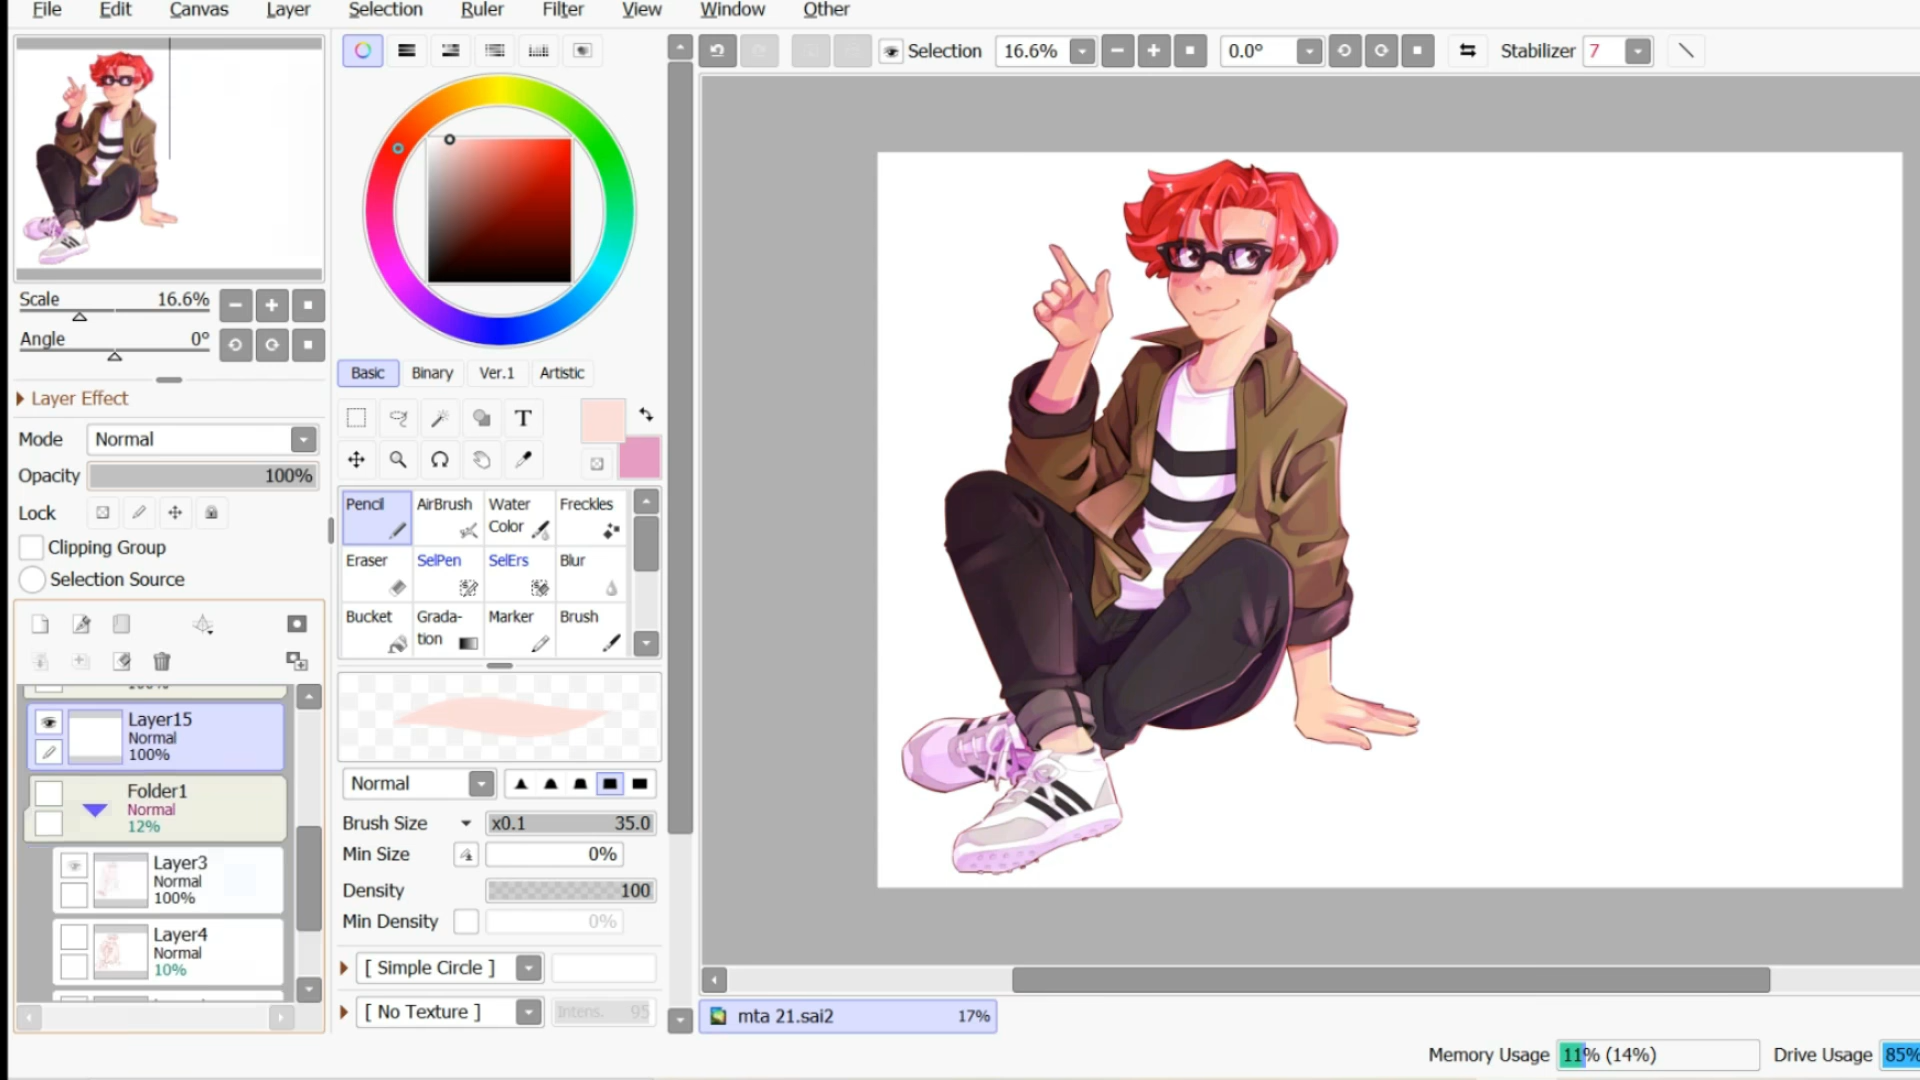 File Edit Canvas Layer Selection Ruler Filter View Window Other
Selection 16.6% 0.0° Stabilizer 7
Scale 16.6%
Angle 0°
Layer Effect
Mode Normal
Opacity 100%
Lock
Clipping Group
Selection Source
Layer15
Normal
100%
Folder1
Normal
12%
Layer3
Normal
100%
Layer4
Normal
10%
Basic Binary Ver.1 Artistic
T
Pencil AirBrush Water Color Freckles
Eraser SelPen SelErs Blur
Bucket Grada-tion Marker Brush
Normal
Brush Size x0.1 35.0
Min Size 0%
Density 100
Min Density 0%
[ Simple Circle ]
[ No Texture ] Intens. 95
mta 21.sai2 17%
Memory Usage 11% (14%) Drive Usage 85%